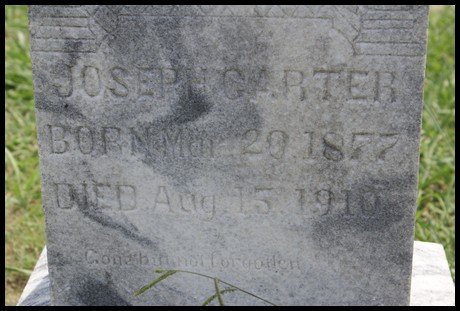 JOSEPH CARTER
BORN Mar. 20, 1877
DIED Aug. 15, 1910
Gone but not forgotten